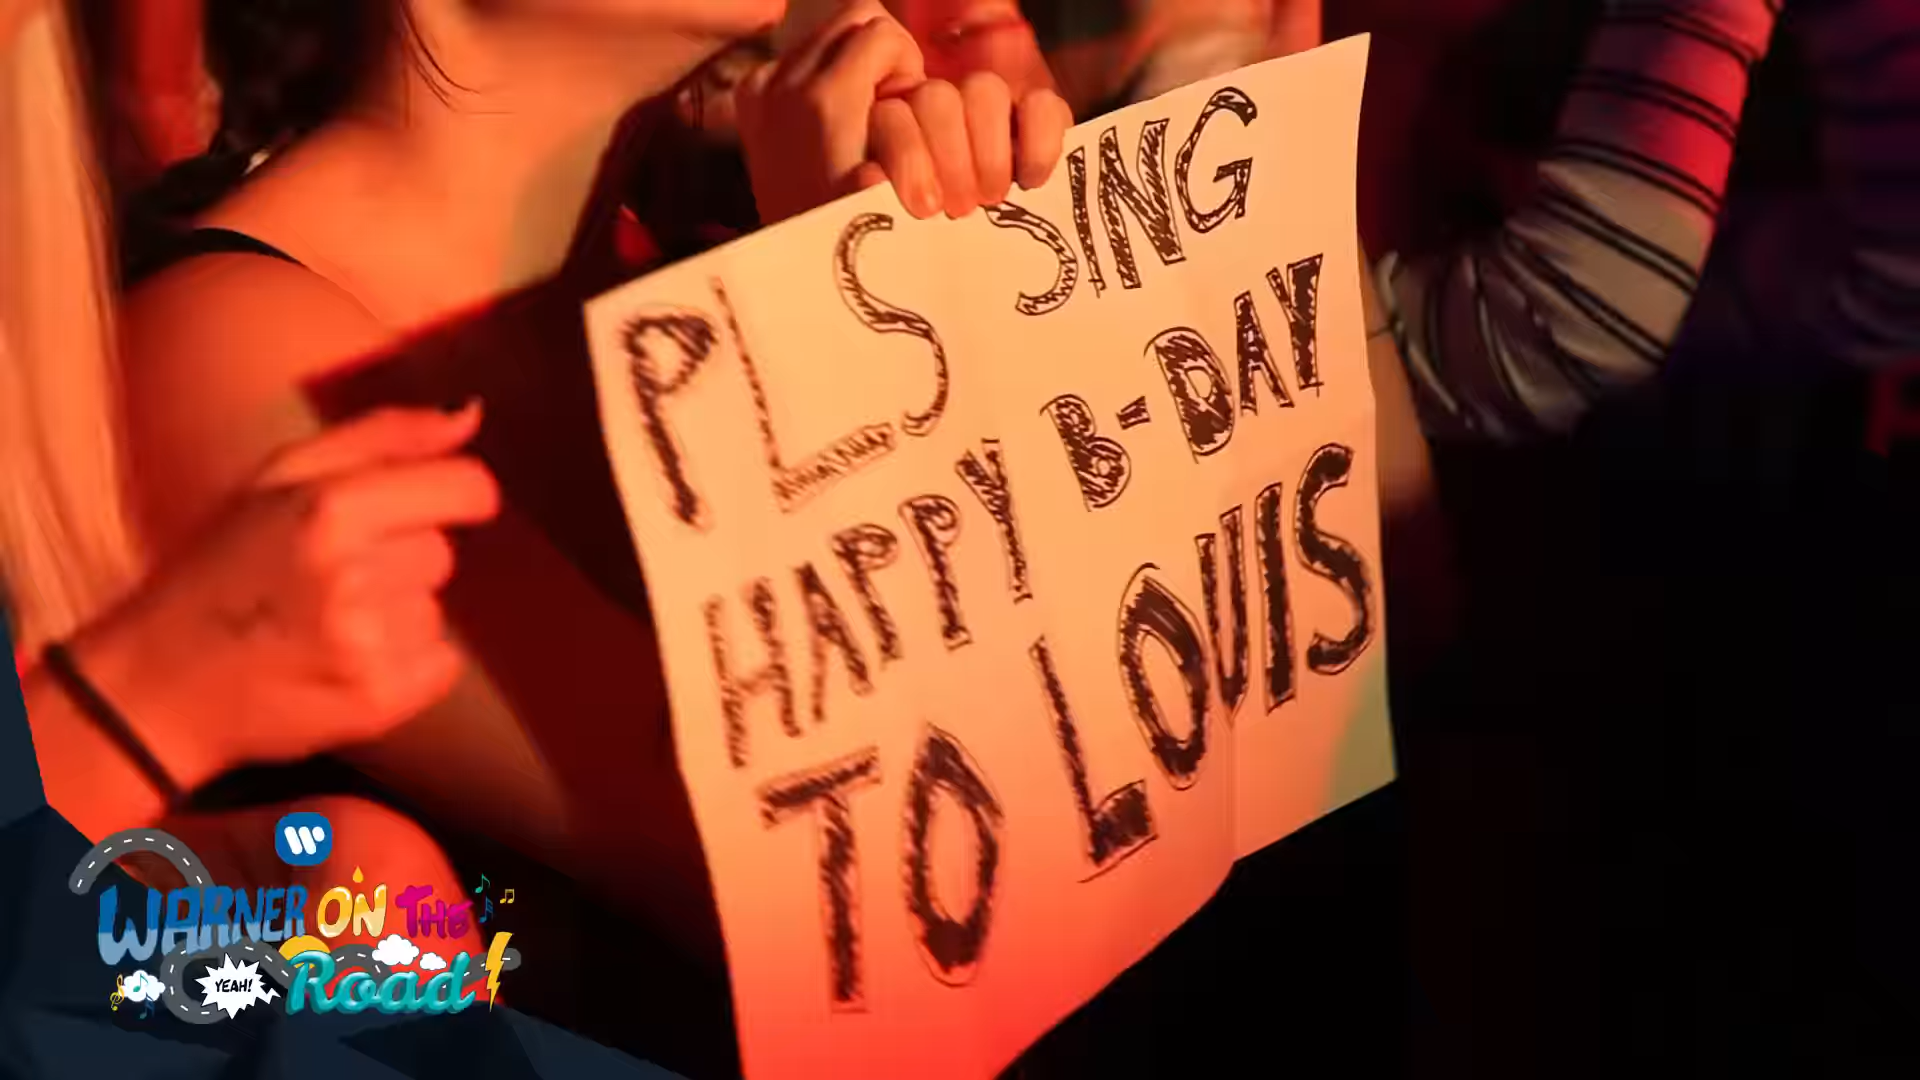 PLS SING
HAPPY B-DAY
TO LOUIS
WARNER ON THE
YEAH! Road